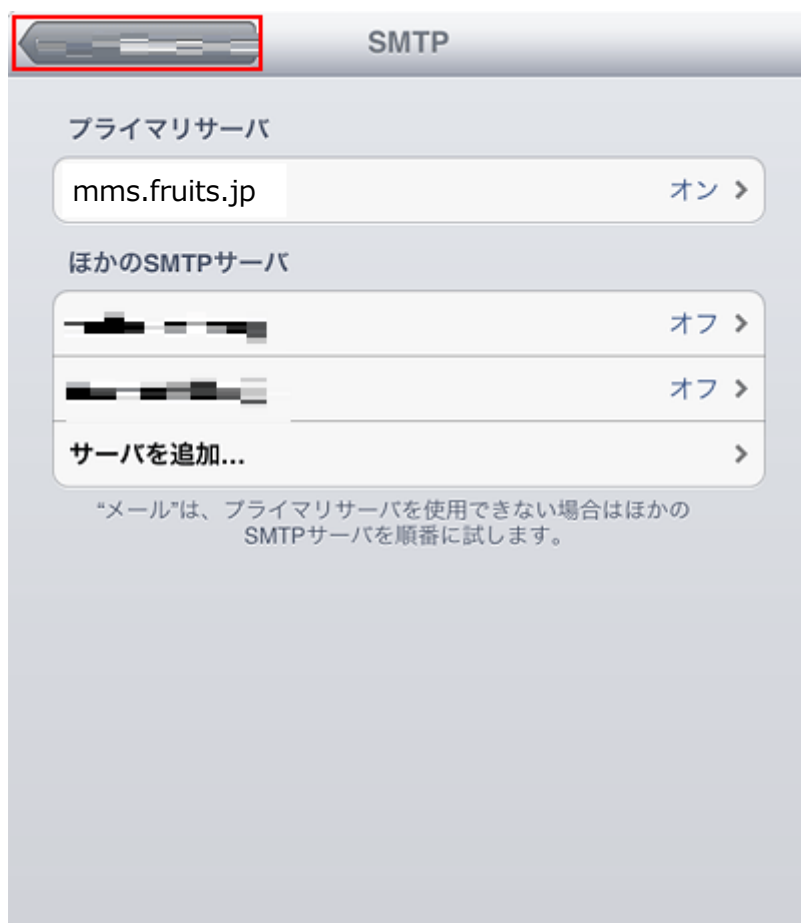 SMTP
プライマリサーバ
mms.fruits.jp オン
ほかのSMTPサーバ
オフ
オフ
サーバを追加...
“メール”は、プライマリサーバを使用できない場合はほかの
SMTPサーバを順番に試します。